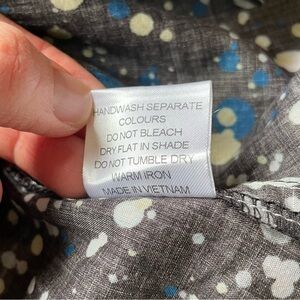 HANDWASH SEPARATE
COLOURS
DO NOT BLEACH
DRY FLAT IN SHADE
DO NOT TUMBLE DRY
WARM IRON
MADE IN VIETNAM